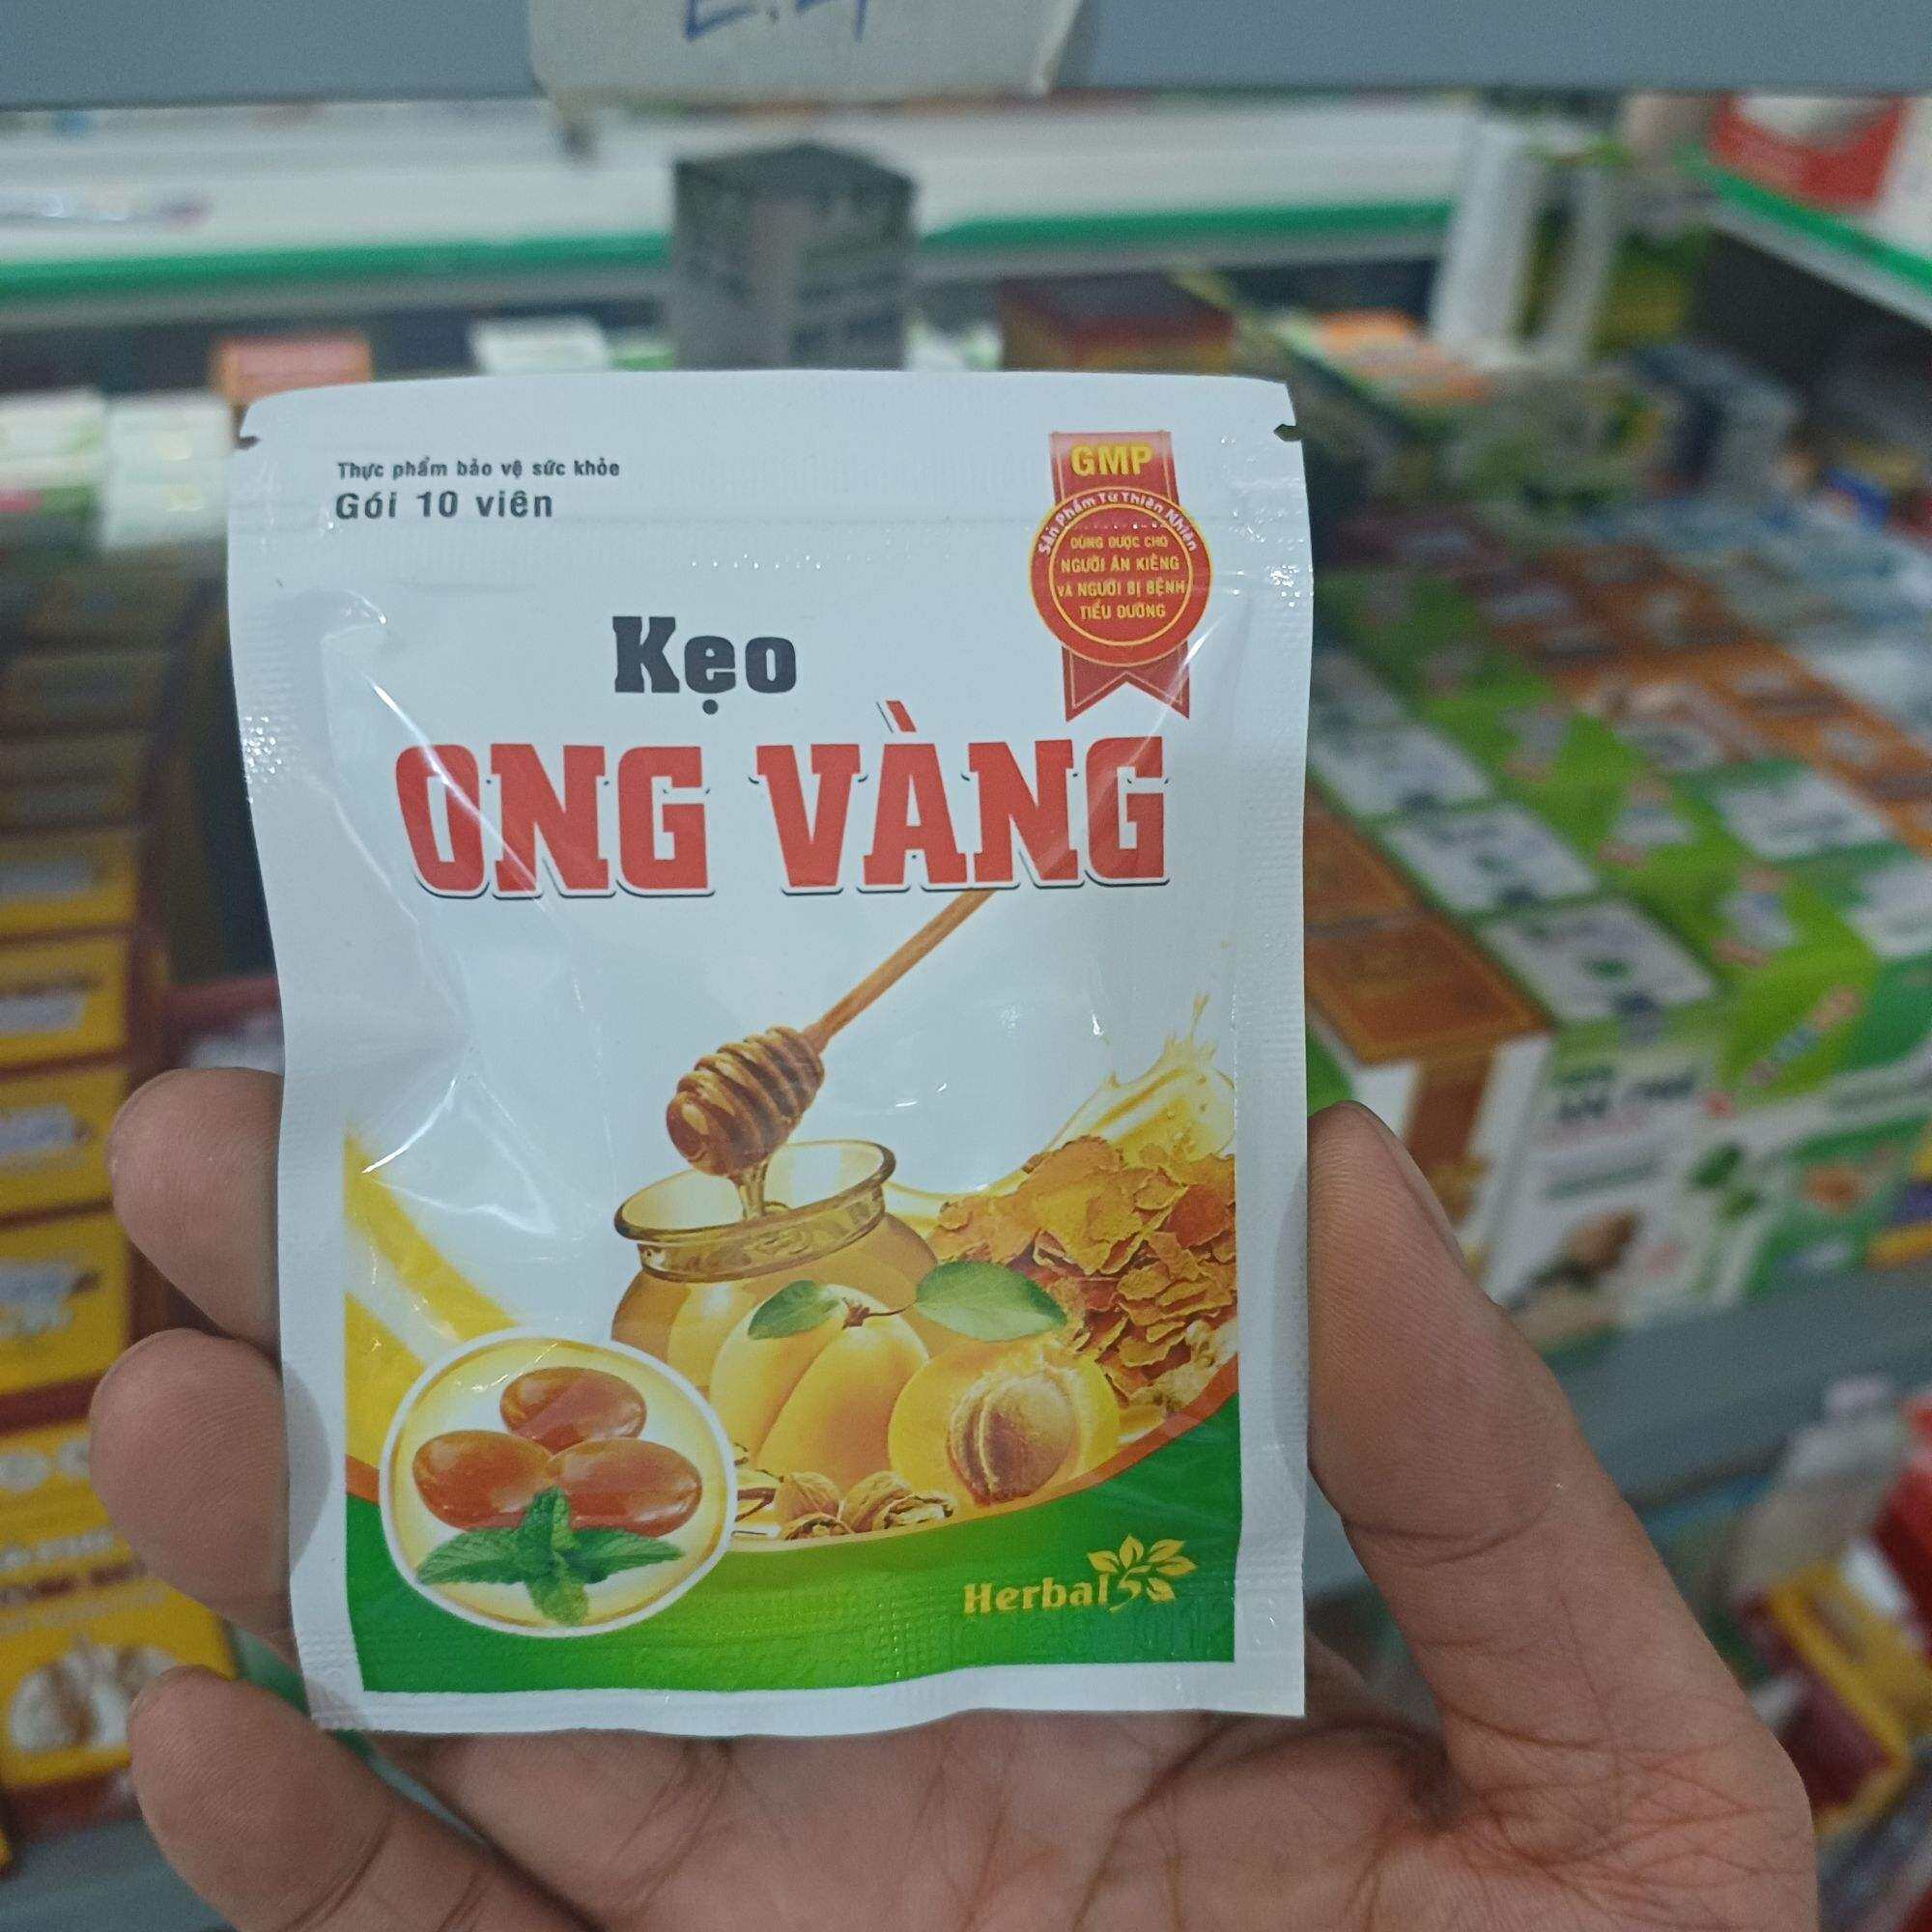 Thực phẩm bảo vệ sức khỏe
Gói 10 viên
GMP
Sản Phẩm Từ Thiên Nhiên
DÙNG ĐƯỢC CHO
NGƯỜI ĂN KIÊNG
VÀ NGƯỜI BỊ BỆNH
TIỂU ĐƯỜNG
Kẹo
ONG VÀNG
Herbal